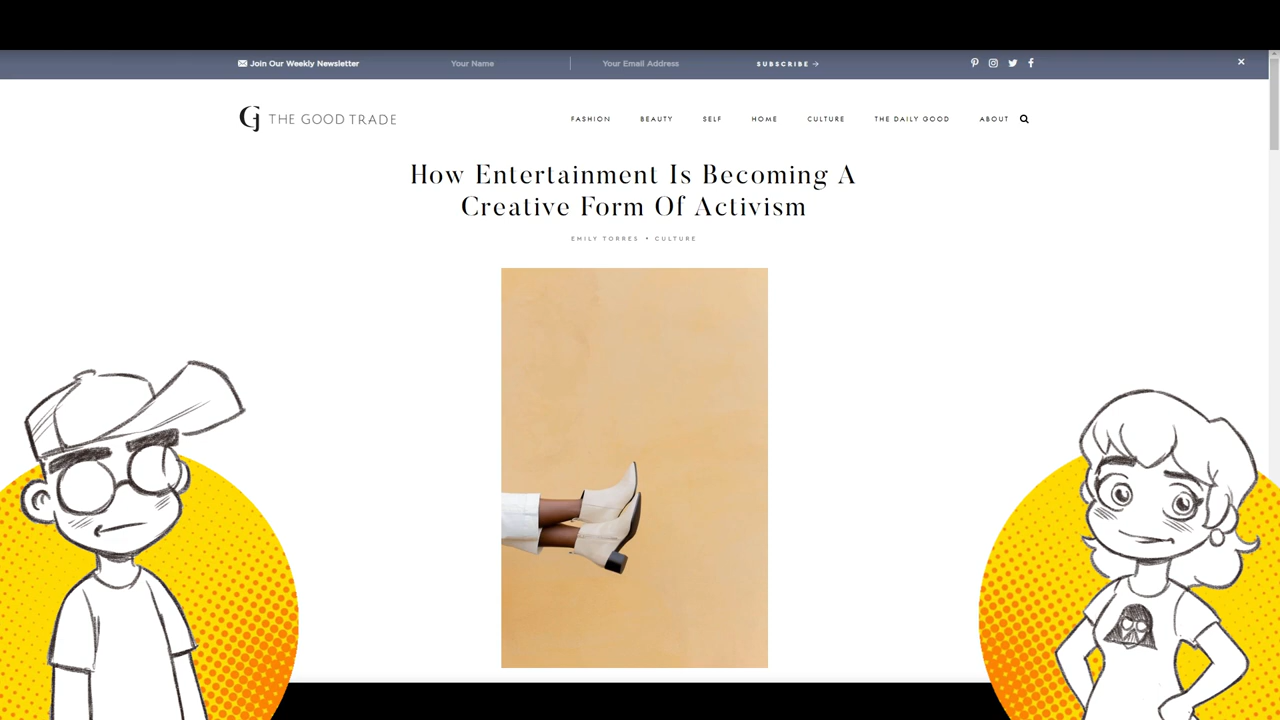 Join Our Weekly Newsletter
Your Name
Your Email Address
SUBSCRIBE →
GT THE GOOD TRADE
FASHION
BEAUTY
SELF
HOME
CULTURE
THE DAILY GOOD
ABOUT
How Entertainment Is Becoming A
Creative Form Of Activism
EMILY TORRES • CULTURE